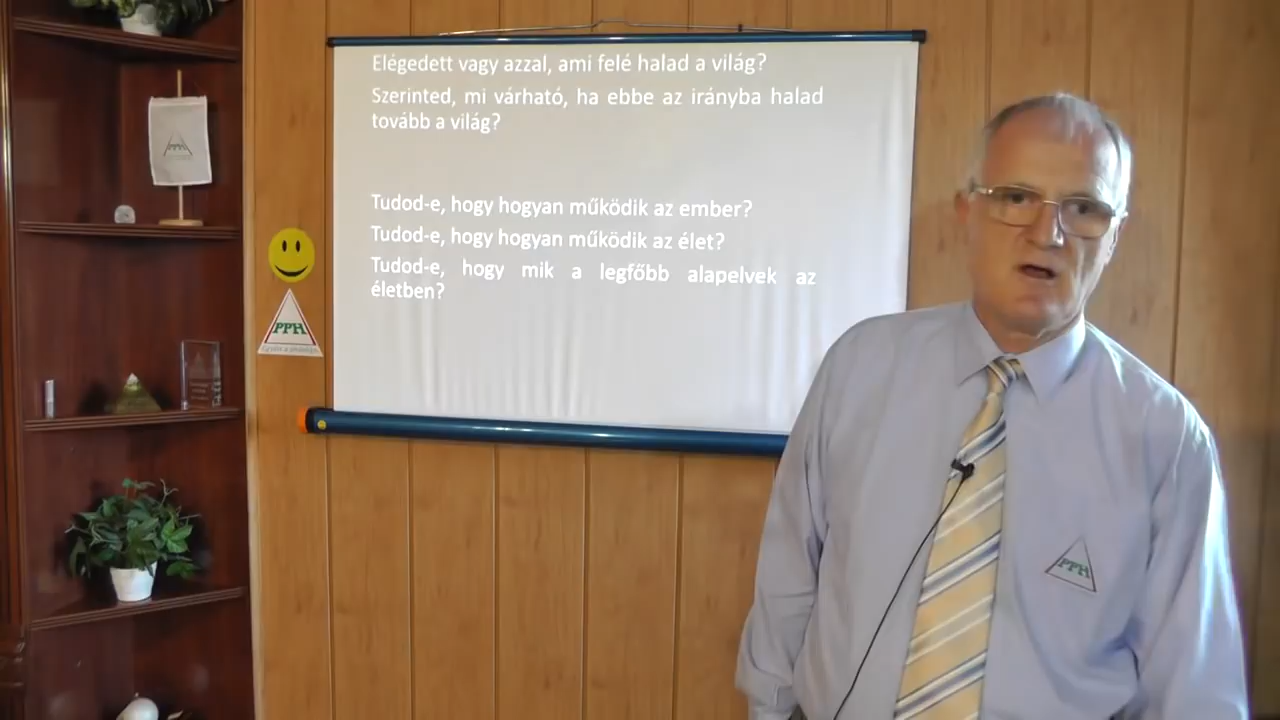 Elégedett vagy azzal, ami felé halad a világ?
Szerinted, mi várható, ha ebbe az irányba halad
tovább a világ?
Tudod-e, hogy hogyan működik az ember?
Tudod-e, hogy hogyan működik az élet?
Tudod-e, hogy mik a legfőbb alapelvek az
életben?
PPH
PPH
PPH